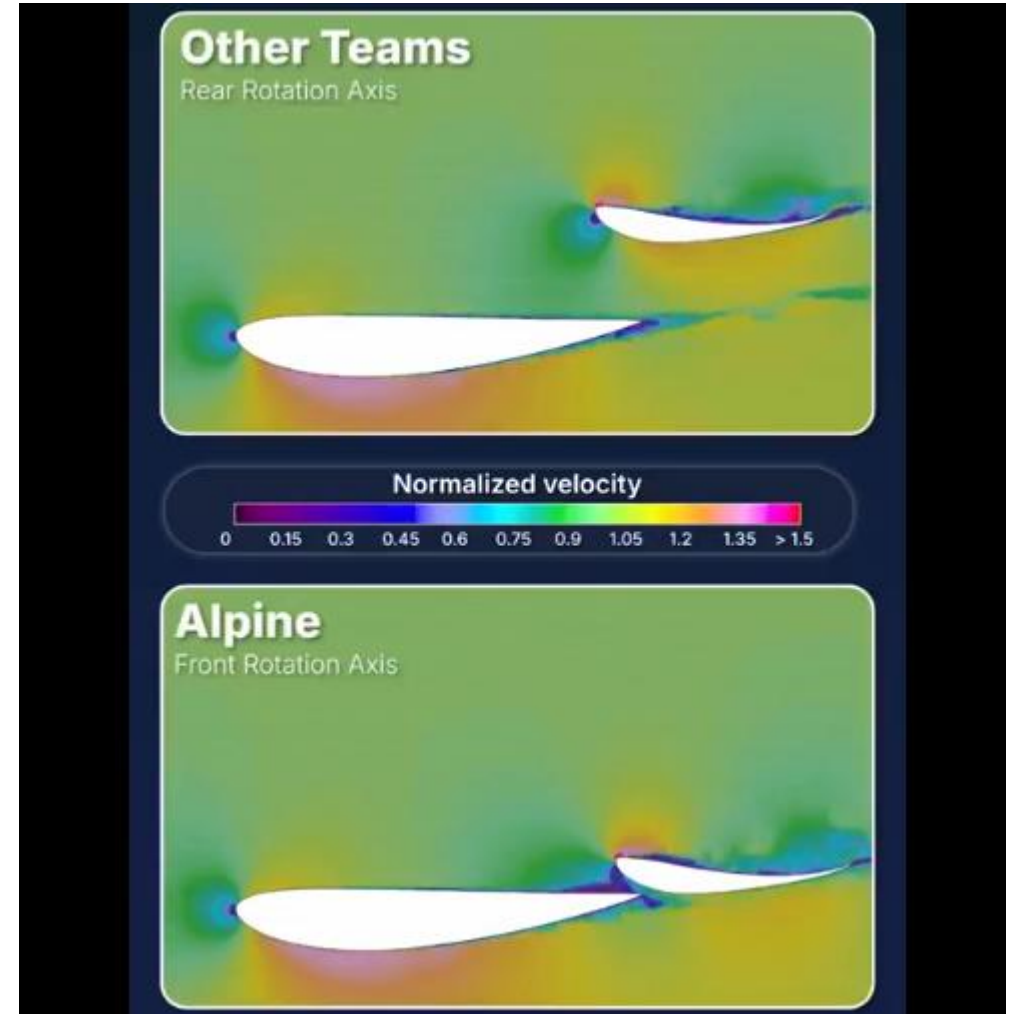 Other Teams
Rear Rotation Axis
Normalized velocity
0 0.15 0.3 0.45 0.6 0.75 0.9 1.05 1.2 1.35 > 1.5
Alpine
Front Rotation Axis